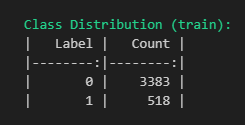 Class Distribution (train):
|   Label |   Count |
|--------:|--------:|
|       0 |    3383 |
|       1 |     518 |